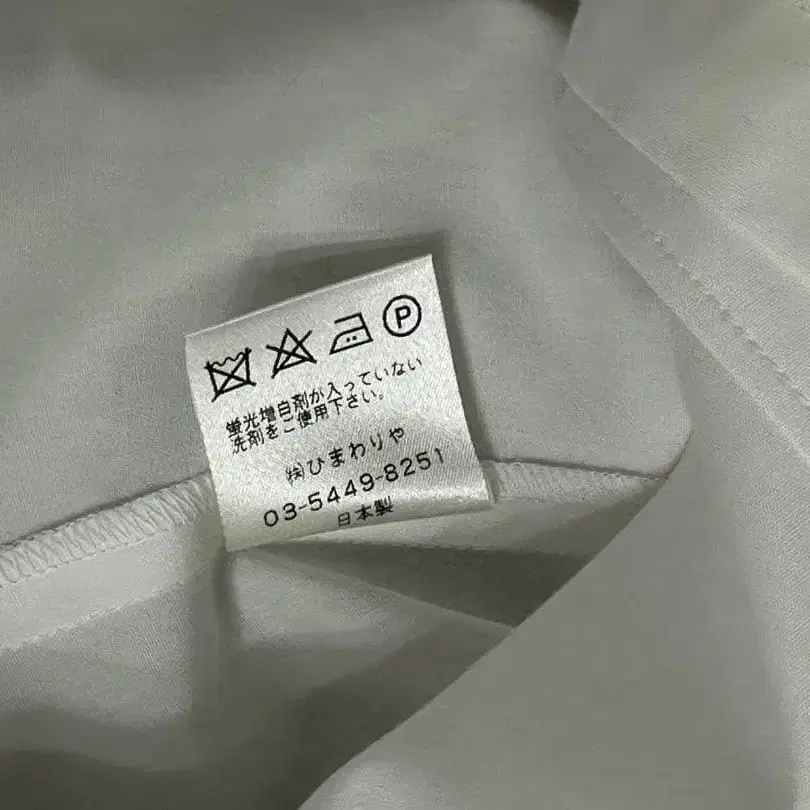 P
蛍光増白剤が入っていない
洗剤をご使用下さい。
㈱ひまわりや
03-5449-8251
日本製